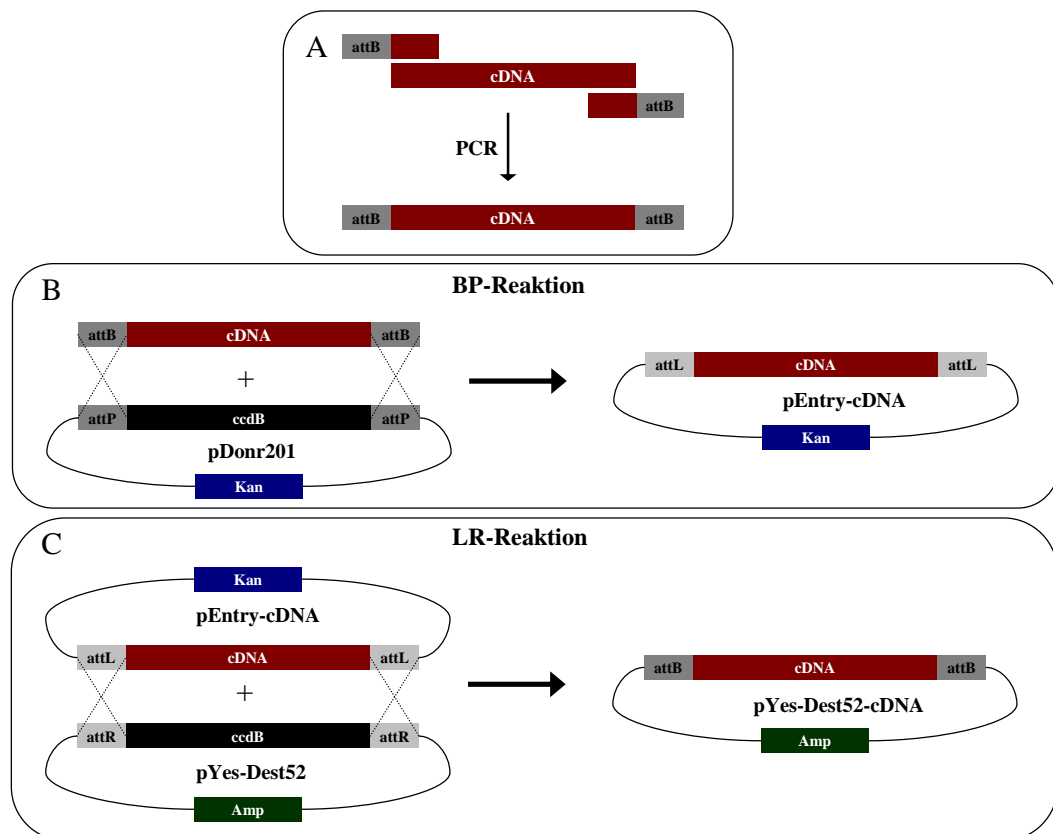 A
attB
cDNA
attB
PCR
attB cDNA attB
B
BP-Reaktion
attB cDNA attB
+
attP ccdB attP
pDonr201
Kan
attL cDNA attL
pEntry-cDNA
Kan
C
LR-Reaktion
Kan
pEntry-cDNA
attL cDNA attL
+
attR ccdB attR
pYes-Dest52
Amp
attB cDNA attB
pYes-Dest52-cDNA
Amp